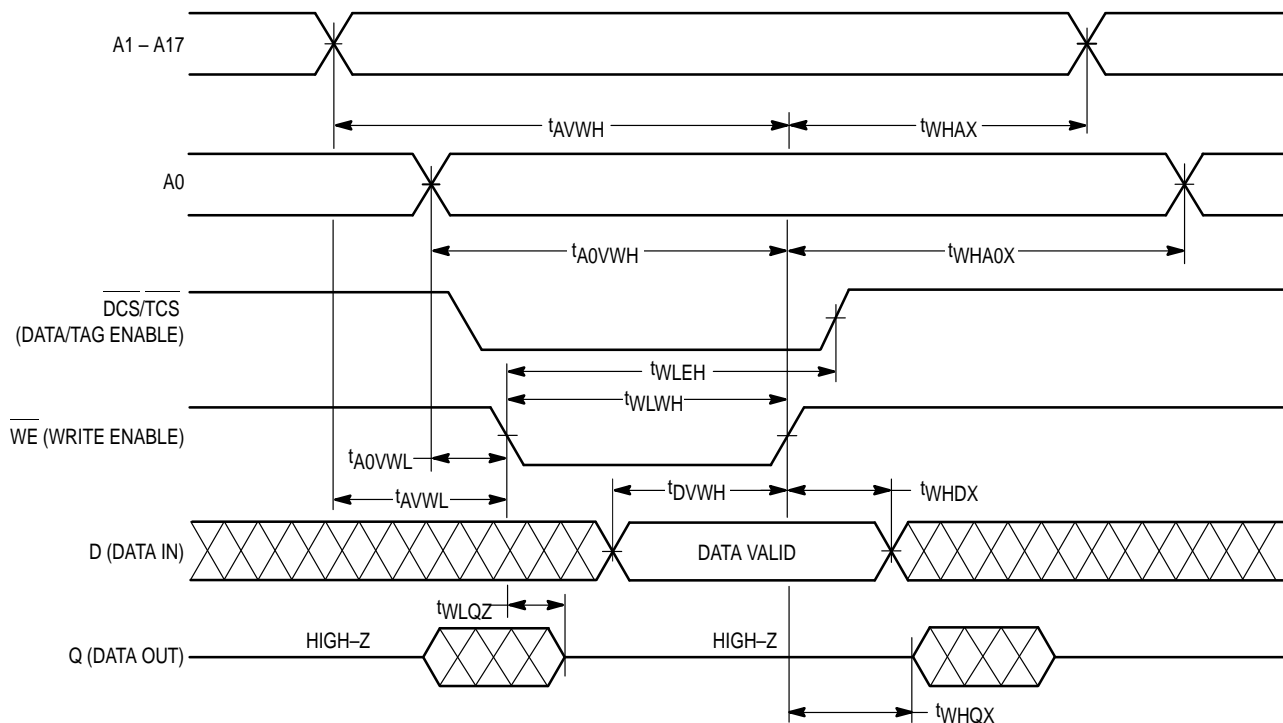 A1 – A17
tAVWH
tWHAX
A0
tA0VWH
tWHA0X
DCS/TCS
(DATA/TAG ENABLE)
tWLEH
tWLWH
WE (WRITE ENABLE)
tA0VWL
tDVWH
tWHDX
tAVWL
D (DATA IN)
DATA VALID
tWLQZ
Q (DATA OUT)
HIGH–Z
HIGH–Z
tWHQX